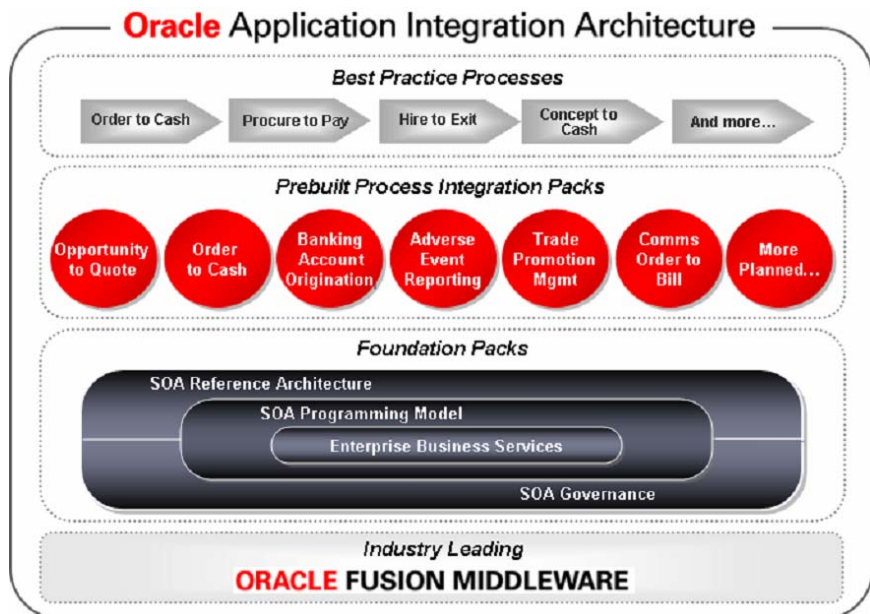 Oracle Application Integration Architecture
Best Practice Processes
Order to Cash
Procure to Pay
Hire to Exit
Concept to
Cash
And more...
Prebuilt Process Integration Packs
Opportunity
to Quote
Order
to Cash
Banking
Account
Origination
Adverse
Event
Reporting
Trade
Promotion
Mgmt
Comms
Order to
Bill
More
Planned...
Foundation Packs
SOA Reference Architecture
SOA Programming Model
Enterprise Business Services
SOA Governance
Industry Leading
ORACLE FUSION MIDDLEWARE